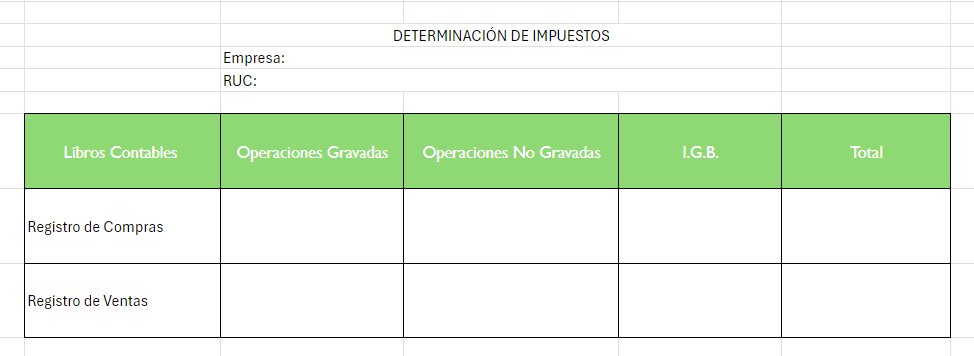 DETERMINACIÓN DE IMPUESTOS
Empresa:
RUC:
Libros Contables Operaciones Gravadas Operaciones No Gravadas I.G.B. Total
Registro de Compras
Registro de Ventas